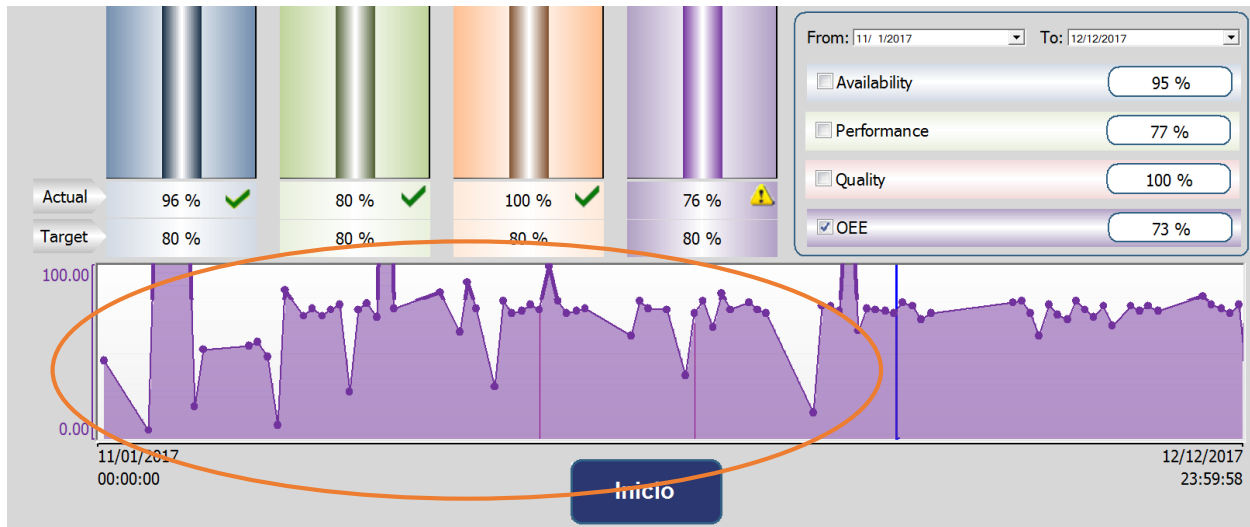 From: 11/ 1/2017 To: 12/12/2017
Availability 95 %
Performance 77 %
Quality 100 %
OEE 73 %
Actual 96 % 80 % 100 % 76 %
Target 80 % 80 % 80 % 80 %
100.00
0.00
11/01/2017 12/12/2017
00:00:00 23:59:58
Inicio